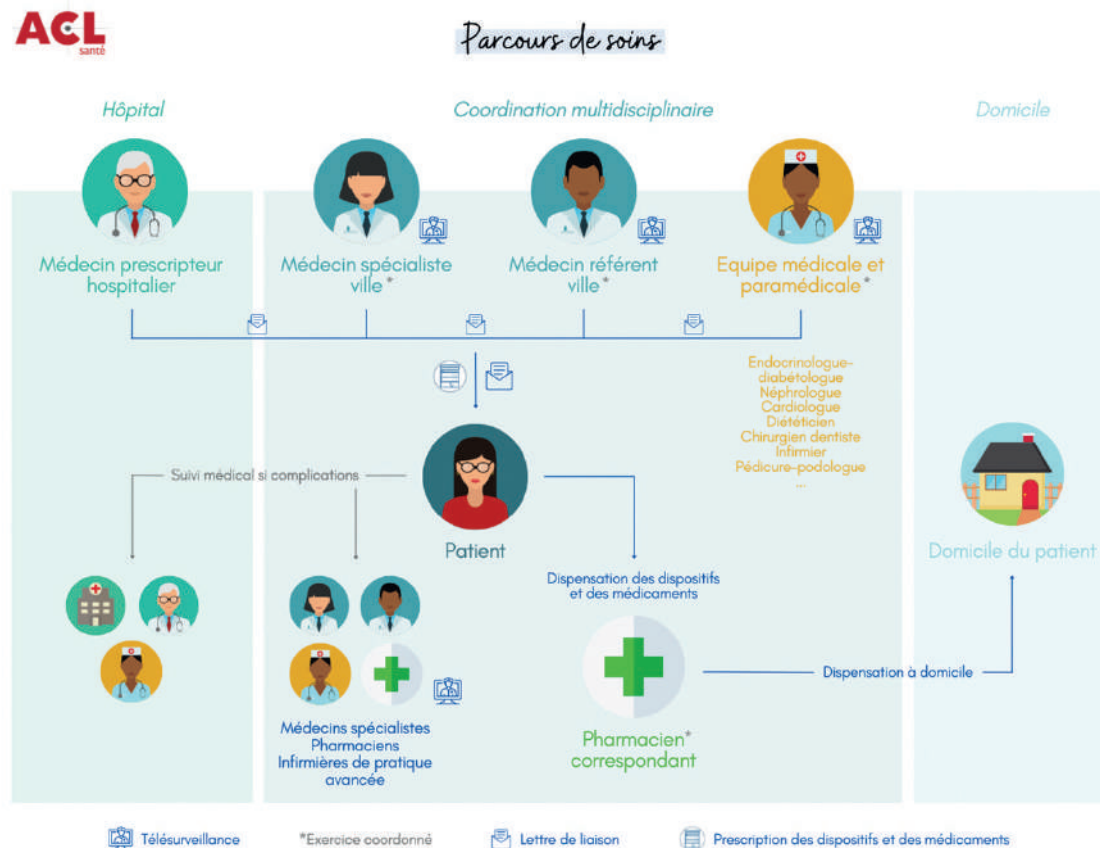 ACL
santé
Parcours de soins
Hôpital
Coordination multidisciplinaire
Domicile
Médecin prescripteur
hospitalier
Médecin spécialiste
ville*
Médecin référent
ville*
Equipe médicale et
paramédicale*
Endocrinologue-
diabétologue
Néphrologue
Cardiologue
Diététicien
Chirurgien dentiste
Infirmier
Pédicure-podologue
...
Suivi médical si complications
Patient
Domicile du patient
Dispensation des dispositifs
et des médicaments
Dispensation à domicile
Médecins spécialistes
Pharmaciens
Infirmières de pratique
avancée
Pharmacien*
correspondant
Télésurveillance
*Exercice coordonné
Lettre de liaison
Prescription des dispositifs et des médicaments